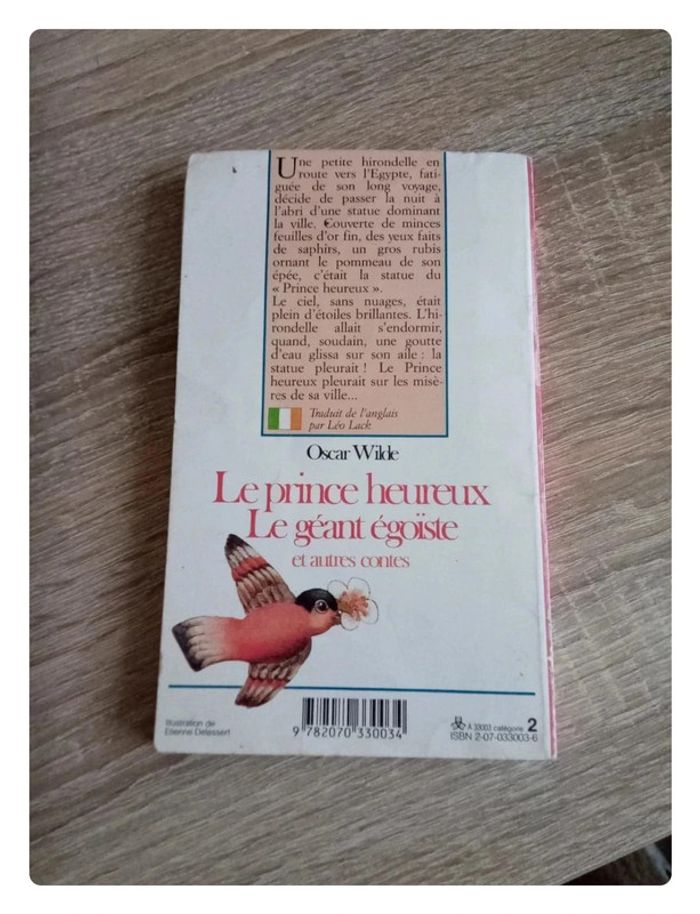 Une petite hirondelle en
route vers l'Egypte, fati-
guée de son long voyage,
décide de passer la nuit à
l'abri d'une statue dominant
la ville. Couverte de minces
feuilles d'or fin, des yeux faits
de saphirs, un gros rubis
ornant le pommeau de son
épée, c'était la statue du
« Prince heureux ».
Le ciel, sans nuages, était
plein d'étoiles brillantes. L'hi-
rondelle allait s'endormir,
quand, soudain, une goutte
d'eau glissa sur son aile : la
statue pleurait ! Le Prince
heureux pleurait sur les misè-
res de sa ville...
Traduit de l'anglais
par Léo Lack
Oscar Wilde
Le prince heureux
Le géant égoïste
et autres contes
Illustration de
Etienne Delessert
9 782070 330034
A 33003 catégorie 2
ISBN 2-07-033003-6